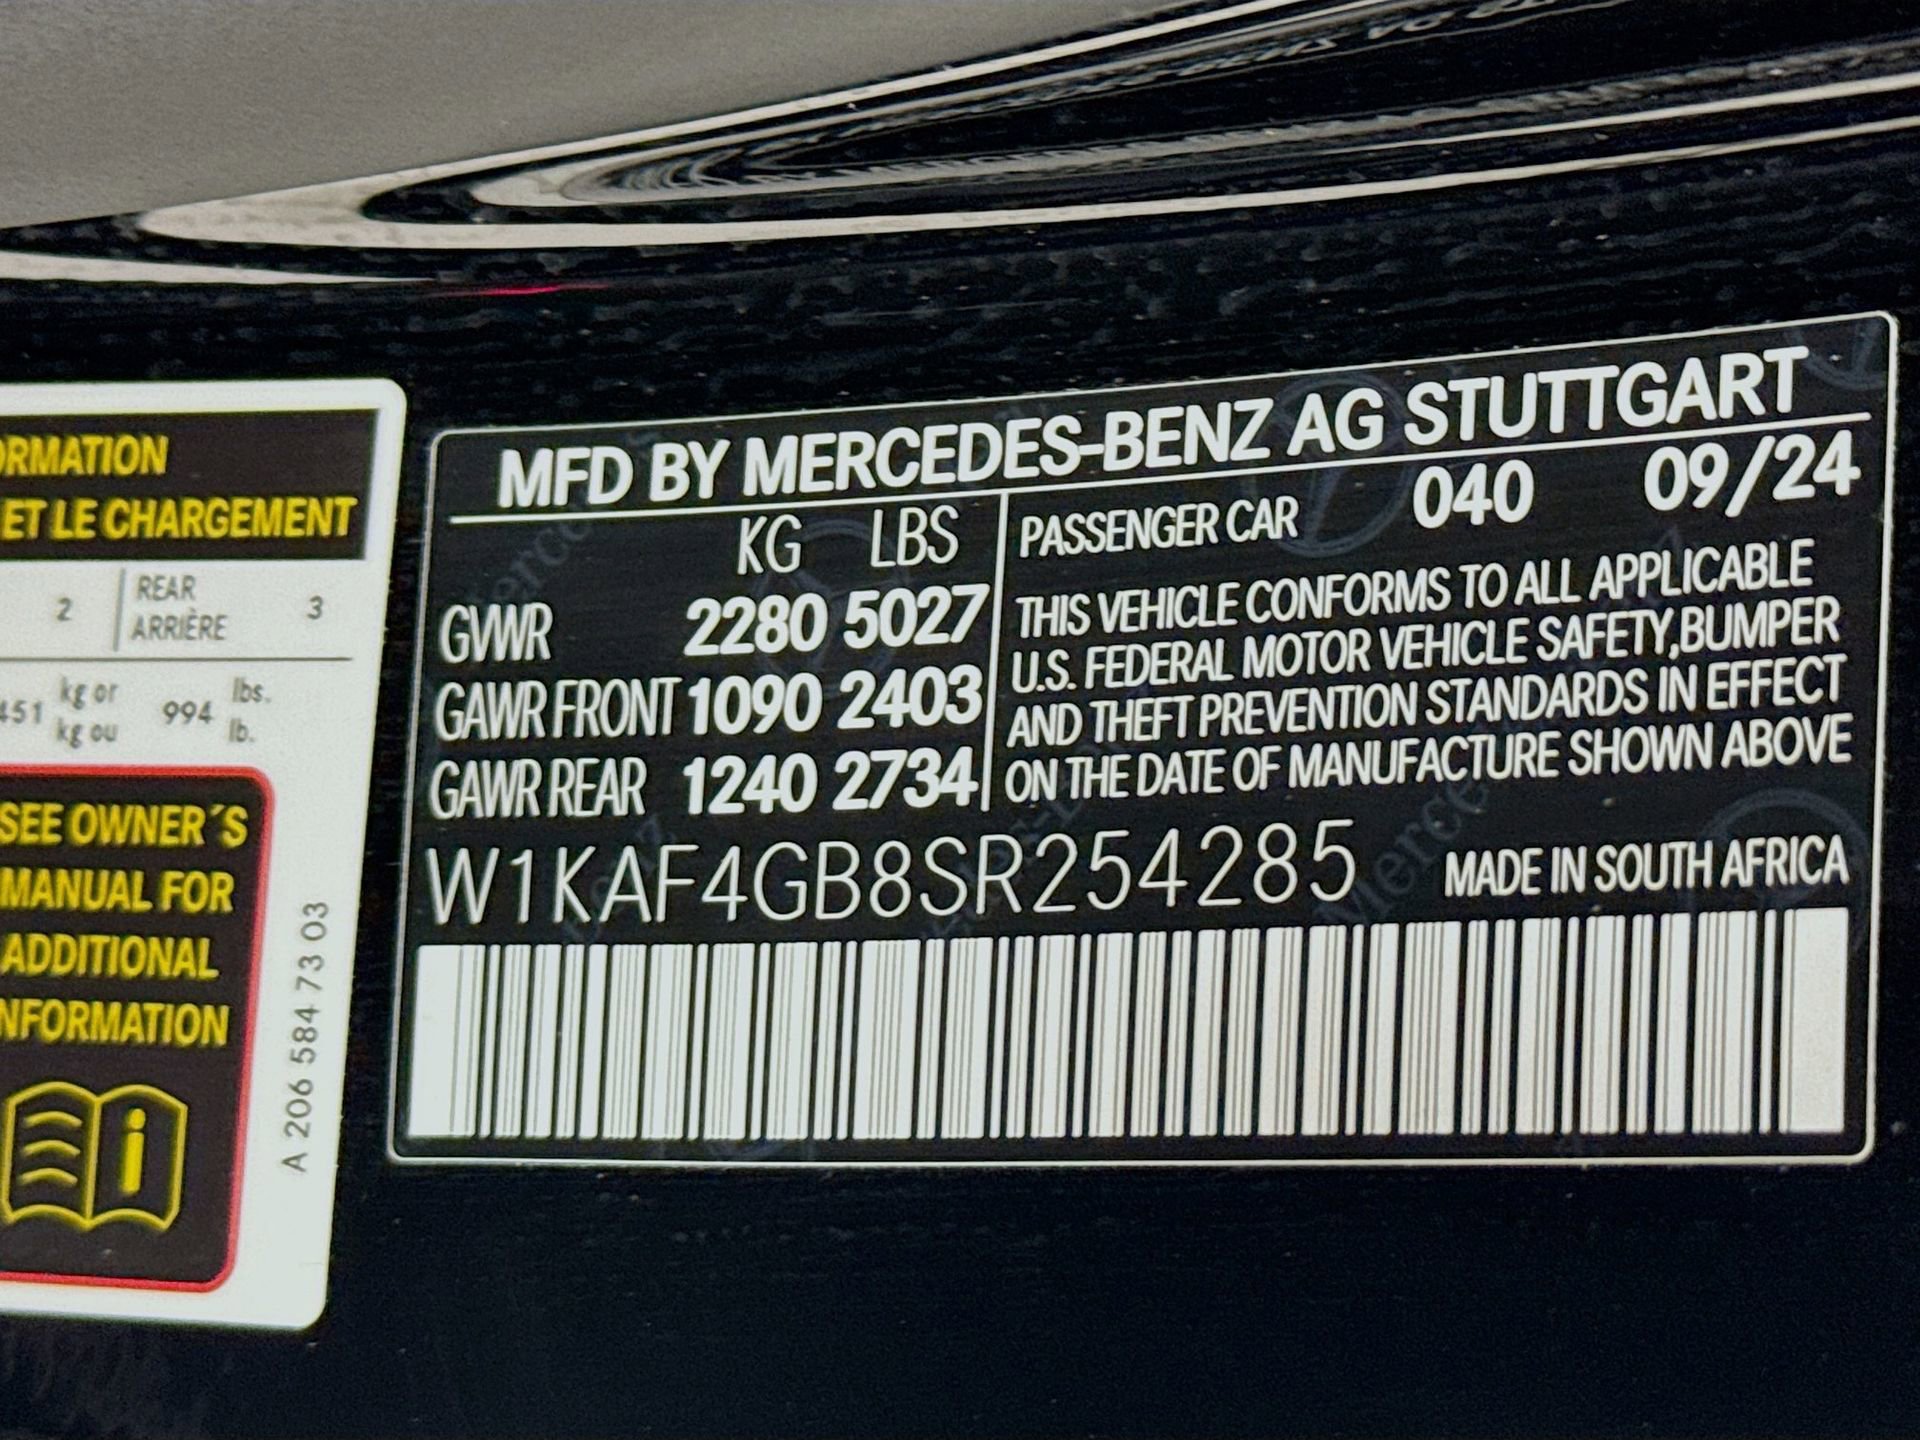 ORMATION
ET LE CHARGEMENT
2 REAR 3
ARRIÈRE
451 kg or 994 lbs.
kg ou lb.
SEE OWNER´S
MANUAL FOR
ADDITIONAL
NFORMATION
A 206 584 73 03
MFD BY MERCEDES-BENZ AG STUTTGART
KG LBS
GVWR 2280 5027
GAWR FRONT 1090 2403
GAWR REAR 1240 2734
PASSENGER CAR 040 09/24
THIS VEHICLE CONFORMS TO ALL APPLICABLE
U.S. FEDERAL MOTOR VEHICLE SAFETY,BUMPER
AND THEFT PREVENTION STANDARDS IN EFFECT
ON THE DATE OF MANUFACTURE SHOWN ABOVE
W1KAF4GB8SR254285 MADE IN SOUTH AFRICA